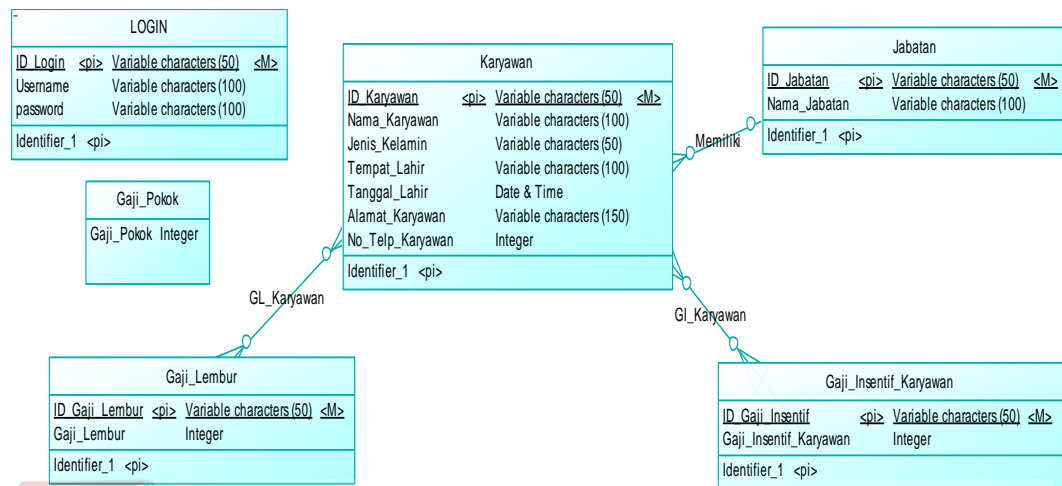 LOGIN
ID_Login <pi> Variable characters (50) <M>
Username Variable characters (100)
password Variable characters (100)
Identifier_1 <pi>
Gaji_Pokok
Gaji_Pokok Integer
Karyawan
ID_Karyawan <pi> Variable characters (50) <M>
Nama_Karyawan Variable characters (100)
Jenis_Kelamin Variable characters (50)
Tempat_Lahir Variable characters (100)
Tanggal_Lahir Date & Time
Alamat_Karyawan Variable characters (150)
No_Telp_Karyawan Integer
Identifier_1 <pi>
Jabatan
ID_Jabatan <pi> Variable characters (50) <M>
Nama_Jabatan Variable characters (100)
Identifier_1 <pi>
Memiliki
GL_Karyawan
GI_Karyawan
Gaji_Lembur
ID_Gaji_Lembur <pi> Variable characters (50) <M>
Gaji_Lembur Integer
Identifier_1 <pi>
Gaji_Insentif_Karyawan
ID_Gaji_Insentif <pi> Variable characters (50) <M>
Gaji_Insentif_Karyawan Integer
Identifier_1 <pi>